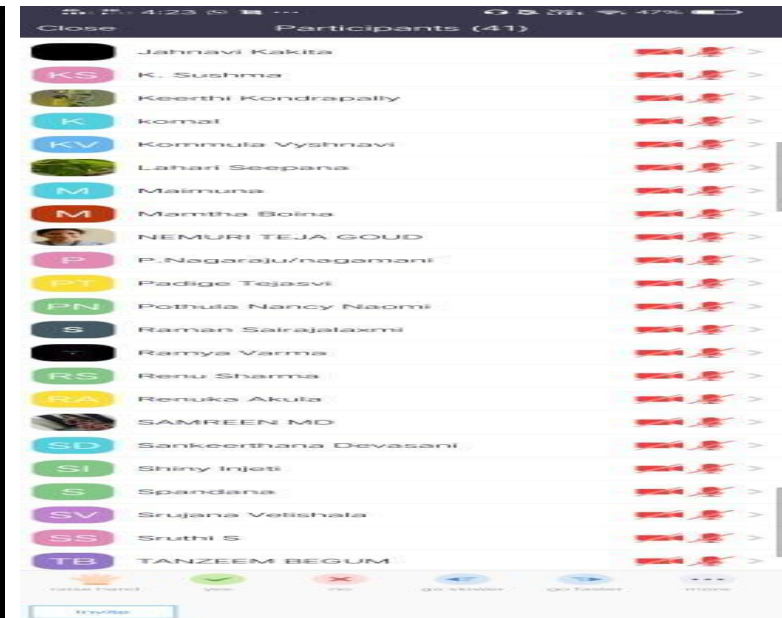 4:23 ... 47%
Close Participants (41)
Jahnavi Kakita
KS K. Sushma
Keerthi Kondrapally
K komal
KV Kommula Vyshnavi
Lahari Seepana
M Maimuna
M Mamtha Boina
NEMURI TEJA GOUD
P P.Nagaraju/nagamani
PT Padige Tejasvi
PN Pothula Nancy Naomi
S Raman Sairajalaxmi
Ramya Varma
RS Renu Sharma
RA Renuka Akula
SAMREEN MD
SD Sankeerthana Devasani
SI Shiny Injeti
S Spandana
SV Srujana Velishala
SS Sruthi S
TB TANZEEM BEGUM
raise hand yes no go slower go faster more
Invite